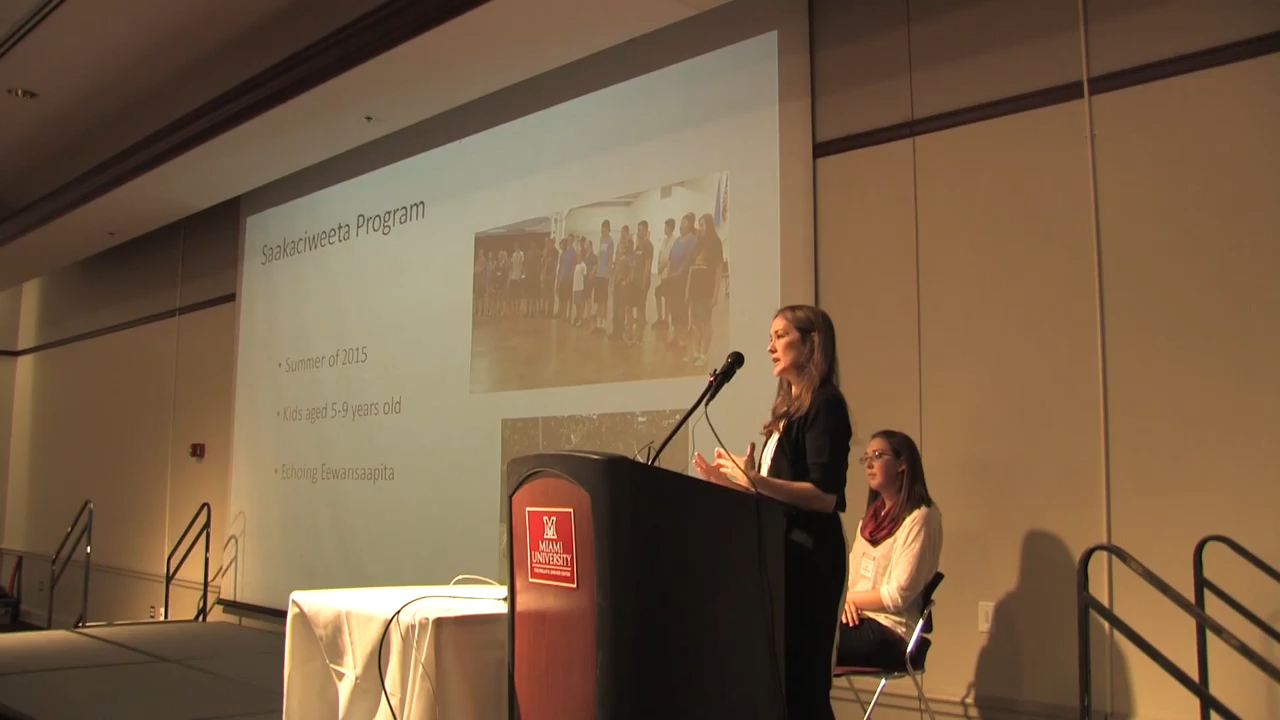 Saakaciweeta Program
• Summer of 2015
• Kids aged 5-9 years old
• Echoing Eewansaapita
M
MIAMI
UNIVERSITY